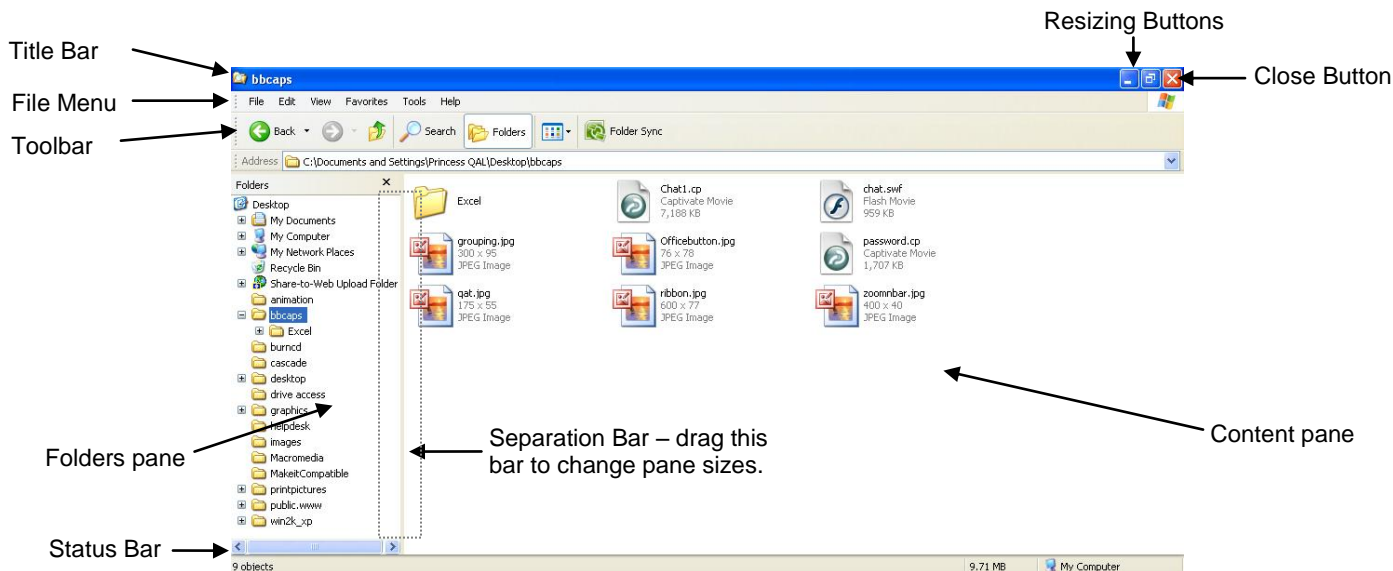 Resizing Buttons
Title Bar
bbcaps
Close Button
File Menu
File Edit View Favorites Tools Help
Toolbar
Back Search Folders Folder Sync
Address C:\Documents and Settings\Princess QAL\Desktop\bbcaps
Folders
Desktop
My Documents
My Computer
My Network Places
Recycle Bin
Share-to-Web Upload Folder
animation
bbcaps
Excel
burncd
cascade
desktop
drive access
graphics
helpdesk
images
Macromedia
MakeitCompatible
printpictures
public.www
win2k_xp
Excel
Chat1.cp
Captivate Movie
7,188 KB
chat.swf
Flash Movie
959 KB
grouping.jpg
300 x 95
JPEG Image
Officebutton.jpg
76 x 78
JPEG Image
password.cp
Captivate Movie
1,707 KB
qat.jpg
175 x 55
JPEG Image
ribbon.jpg
600 x 77
JPEG Image
zoomnbar.jpg
400 x 40
JPEG Image
Folders pane
Separation Bar – drag this
bar to change pane sizes.
Content pane
Status Bar
9 objects 9.71 MB My Computer